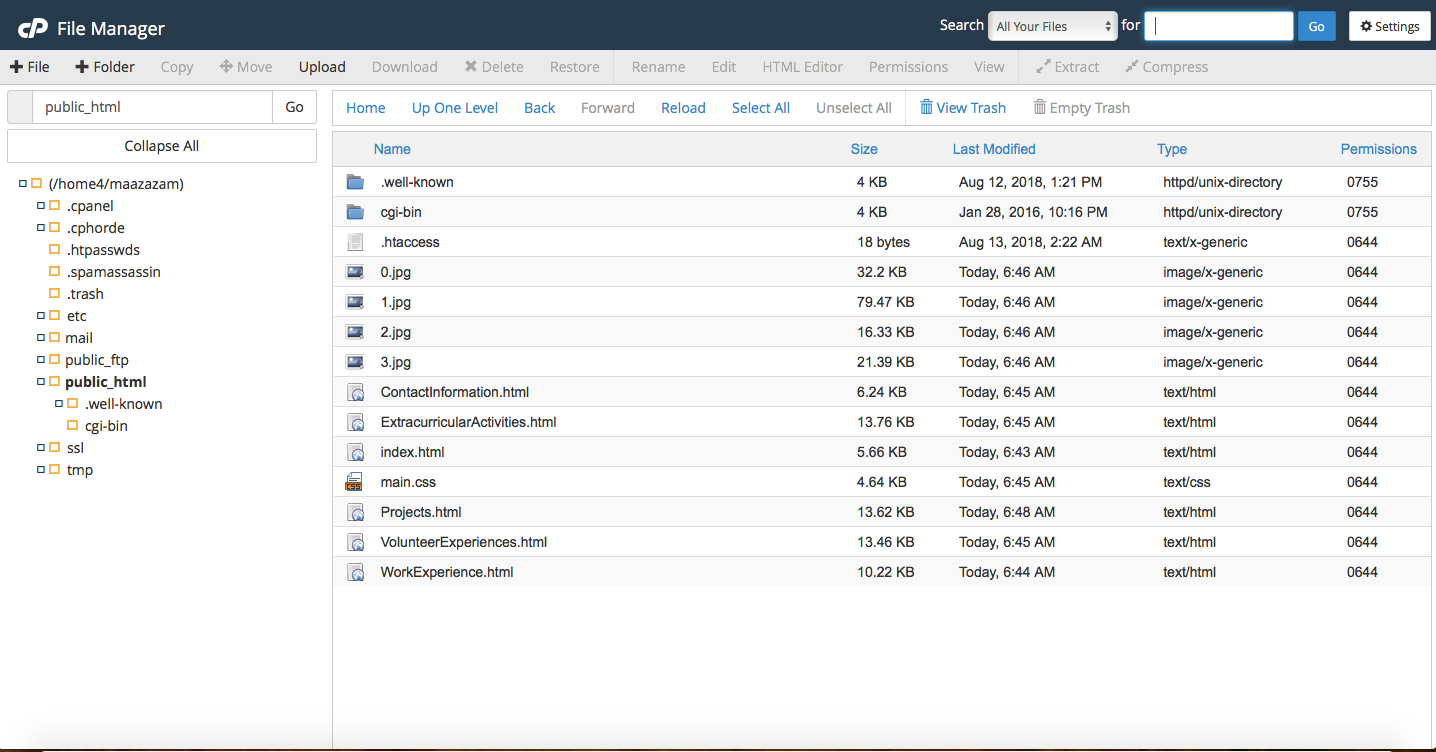 cP File Manager Search All Your Files for Go Settings
+ File + Folder Copy Move Upload Download Delete Restore Rename Edit HTML Editor Permissions View Extract Compress
public_html Go
Home Up One Level Back Forward Reload Select All Unselect All View Trash Empty Trash
Collapse All
(/home4/maazazam)
.cpanel
.cphorde
.htpasswds
.spamassassin
.trash
etc
mail
public_ftp
public_html
.well-known
cgi-bin
ssl
tmp
Name Size Last Modified Type Permissions
.well-known 4 KB Aug 12, 2018, 1:21 PM httpd/unix-directory 0755
cgi-bin 4 KB Jan 28, 2016, 10:16 PM httpd/unix-directory 0755
.htaccess 18 bytes Aug 13, 2018, 2:22 AM text/x-generic 0644
0.jpg 32.2 KB Today, 6:46 AM image/x-generic 0644
1.jpg 79.47 KB Today, 6:46 AM image/x-generic 0644
2.jpg 16.33 KB Today, 6:46 AM image/x-generic 0644
3.jpg 21.39 KB Today, 6:46 AM image/x-generic 0644
ContactInformation.html 6.24 KB Today, 6:45 AM text/html 0644
ExtracurricularActivities.html 13.76 KB Today, 6:45 AM text/html 0644
index.html 5.66 KB Today, 6:43 AM text/html 0644
CSS main.css 4.64 KB Today, 6:45 AM text/css 0644
Projects.html 13.62 KB Today, 6:48 AM text/html 0644
VolunteerExperiences.html 13.46 KB Today, 6:45 AM text/html 0644
WorkExperience.html 10.22 KB Today, 6:44 AM text/html 0644